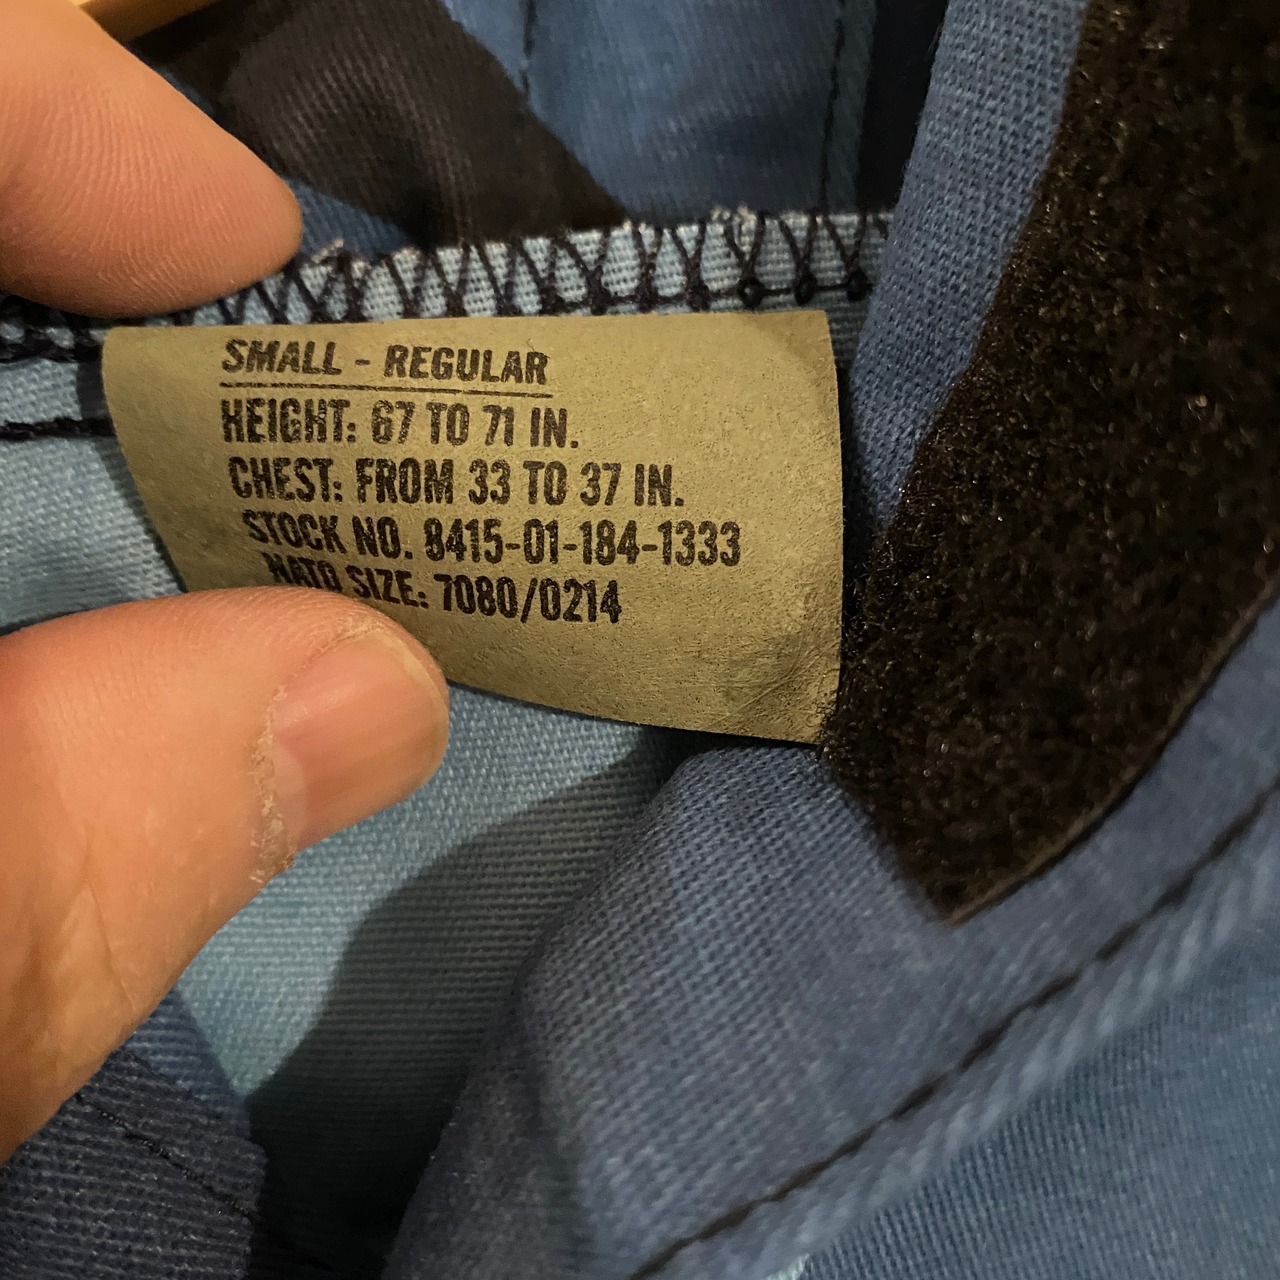 SMALL - REGULAR
HEIGHT: 67 TO 71 IN.
CHEST: FROM 33 TO 37 IN.
STOCK NO. 8415-01-184-1333
NATO SIZE: 7080/0214